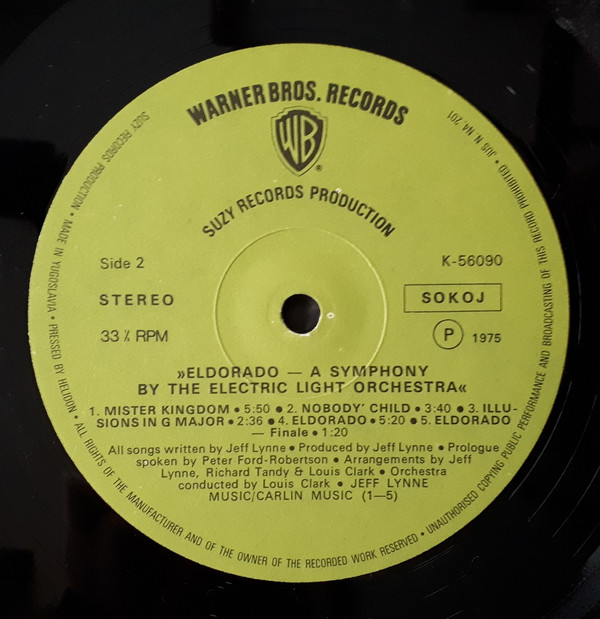 WARNER BROS. RECORDS
WB
®
SUZY RECORDS PRODUCTION
Side 2
K-56090
STEREO
SOKOJ
33 ⅓ RPM
P 1975
»ELDORADO — A SYMPHONY
BY THE ELECTRIC LIGHT ORCHESTRA«
1. MISTER KINGDOM • 5:50 • 2. NOBODY' CHILD • 3:40 • 3. ILLU-
SIONS IN G MAJOR • 2:36 • 4. ELDORADO • 5:20 • 5. ELDORADO
— Finale • 1:20
All songs written by Jeff Lynne • Produced by Jeff Lynne • Prologue
spoken by Peter Ford-Robertson • Arrangements by Jeff
Lynne, Richard Tandy & Louis Clark • Orchestra
conducted by Louis Clark • JEFF LYNNE
MUSIC/CARLIN MUSIC (1—5)
SUZY RECORDS PRODUCTION • MADE IN YUGOSLAVIA • PRESSED BY HELIDON • ALL RIGHTS OF THE MANUFACTURER AND OF THE OWNER OF THE RECORDED WORK RESERVED • UNAUTHORISED COPYING PUBLIC PERFORMANCE AND BROADCASTING OF THIS RECORD PROHIBITED • JUS N NA. 201